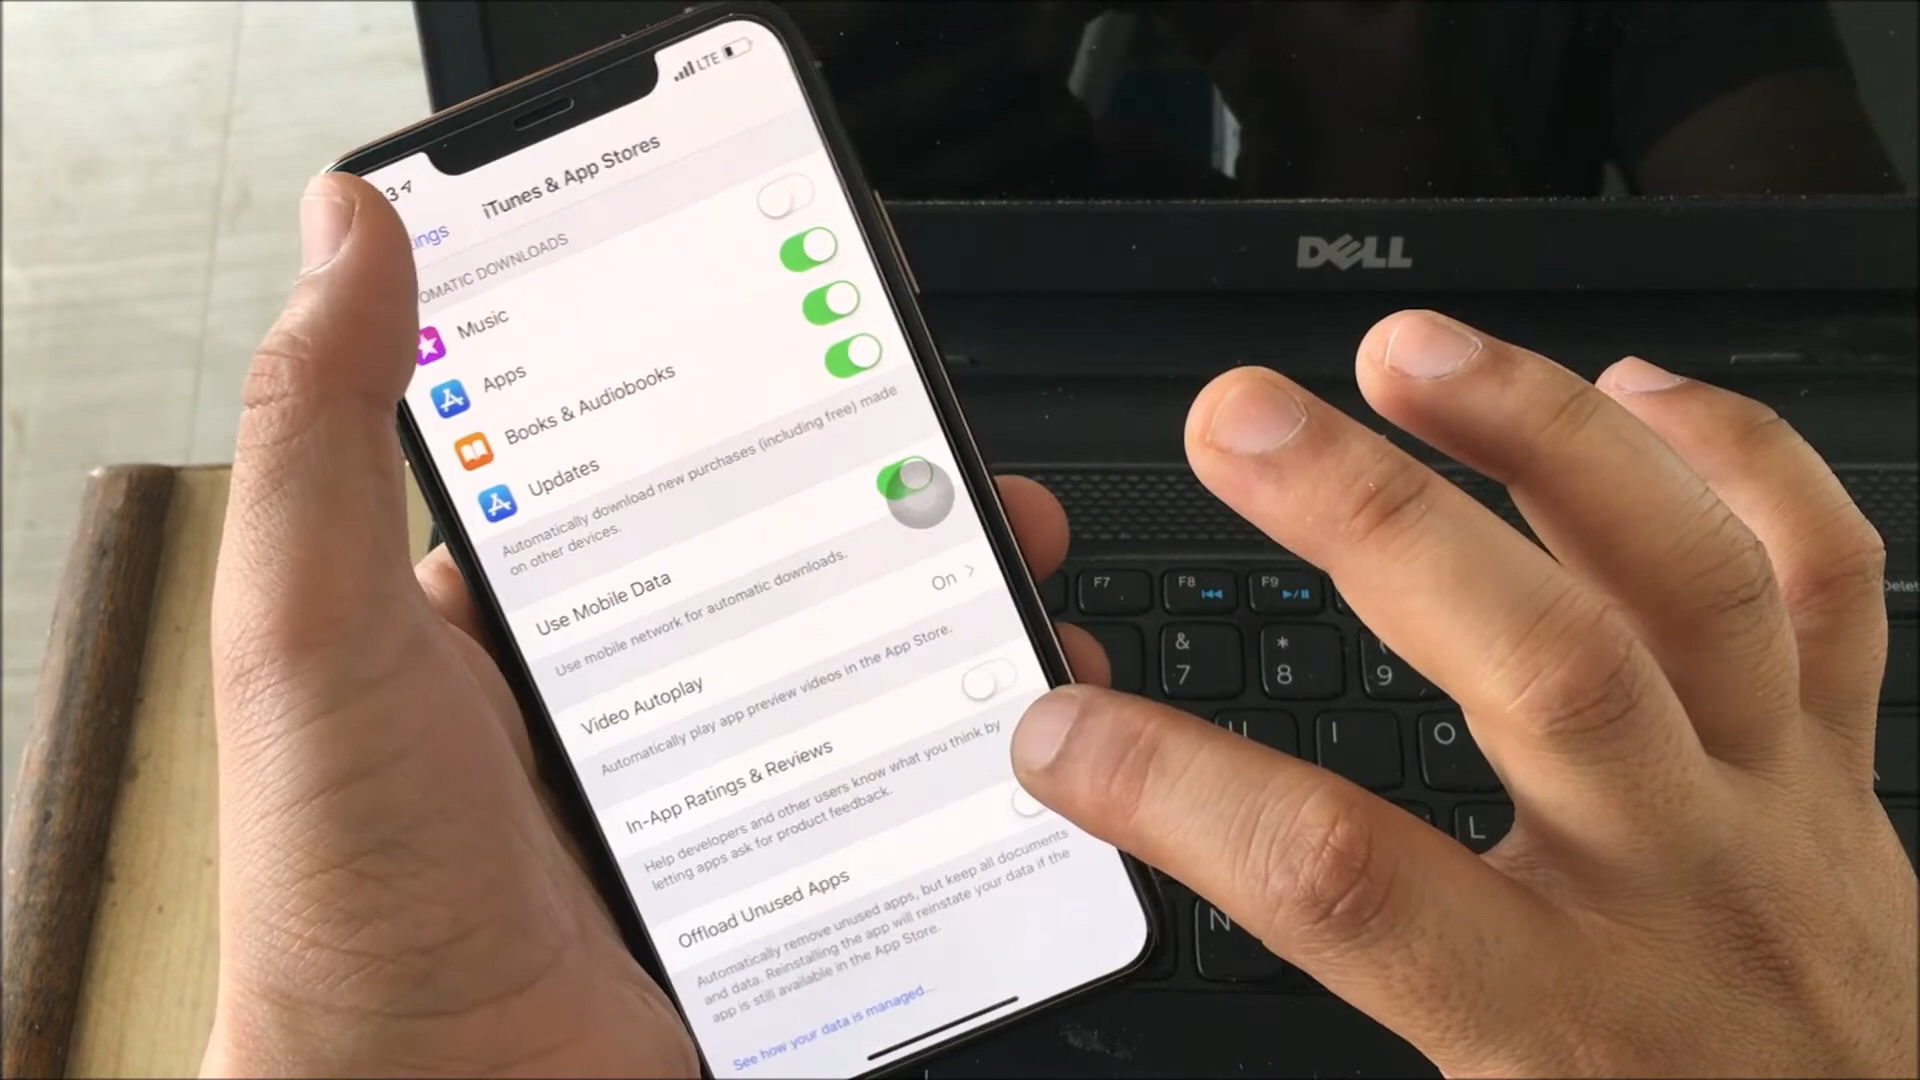 LTE
iTunes & App Stores
OMATIC DOWNLOADS
Music
Apps
Books & Audiobooks
Updates
Automatically download new purchases (including free) made
on other devices.
Use Mobile Data
Use mobile network for automatic downloads.
Video Autoplay
On
Automatically play app preview videos in the App Store.
In-App Ratings & Reviews
Help developers and other users know what you think by
letting apps ask for product feedback.
Offload Unused Apps
Automatically remove unused apps, but keep all documents
and data. Reinstalling the app will reinstate your data if the
app is still available in the App Store.
See how your data is managed...
DELL
F7
F8
F9
Delet
&
7
*
8
(
9
U
I
O
L
N